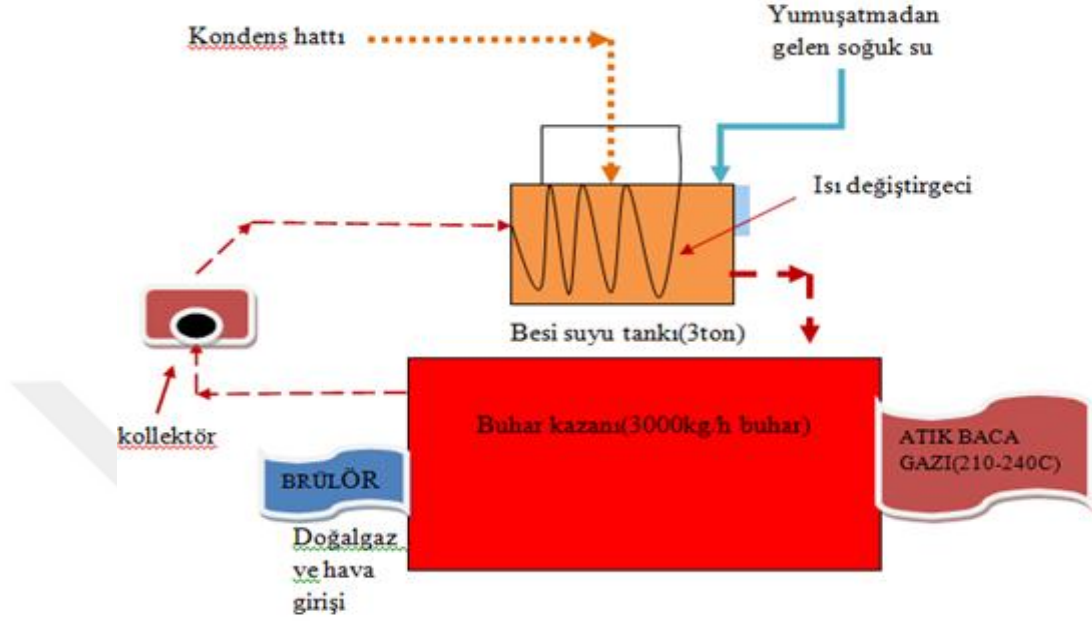 Kondens hattı
Yumuşatmadan
gelen soğuk su
Isı değiştirgeci
Besi suyu tankı(3ton)
kollektör
Buhar kazanı(3000kg/h buhar)
ATIK BACA
GAZI(210-240C)
BRÜLÖR
Doğalgaz
ve hava
girişi